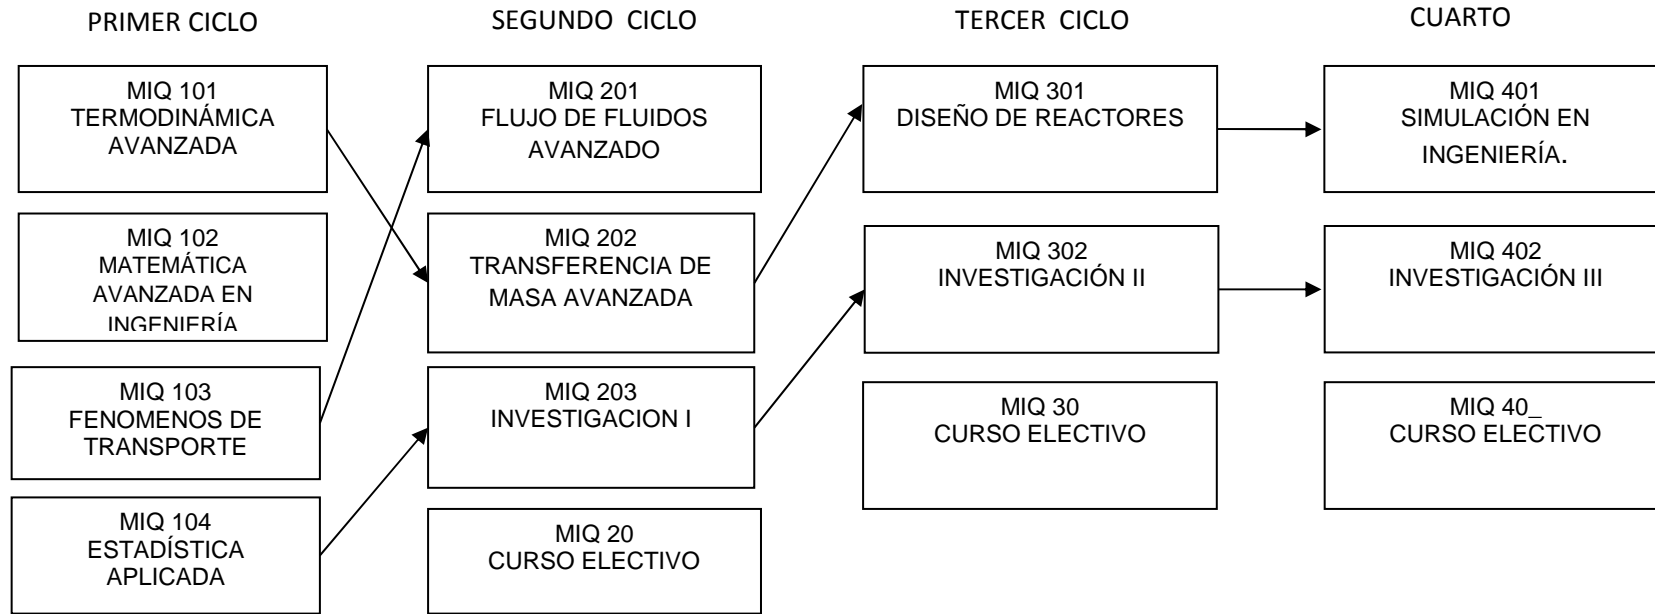 PRIMER CICLO
MIQ 101
TERMODINÁMICA
AVANZADA
MIQ 102
MATEMÁTICA
AVANZADA EN
INGENIERÍA
MIQ 103
FENOMENOS DE
TRANSPORTE
MIQ 104
ESTADÍSTICA
APLICADA
SEGUNDO CICLO
MIQ 201
FLUJO DE FLUIDOS
AVANZADO
MIQ 202
TRANSFERENCIA DE
MASA AVANZADA
MIQ 203
INVESTIGACION I
MIQ 20
CURSO ELECTIVO
TERCER CICLO
MIQ 301
DISEÑO DE REACTORES
MIQ 302
INVESTIGACIÓN II
MIQ 30
CURSO ELECTIVO
CUARTO
MIQ 401
SIMULACIÓN EN
INGENIERÍA.
MIQ 402
INVESTIGACIÓN III
MIQ 40_
CURSO ELECTIVO